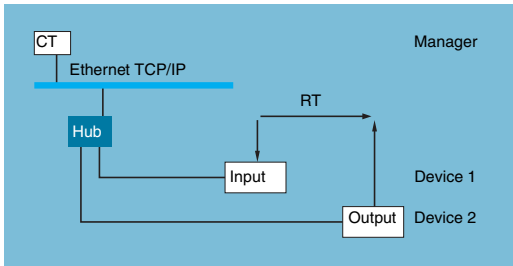 CT
Manager
Ethernet TCP/IP
RT
Hub
Input
Device 1
Output
Device 2